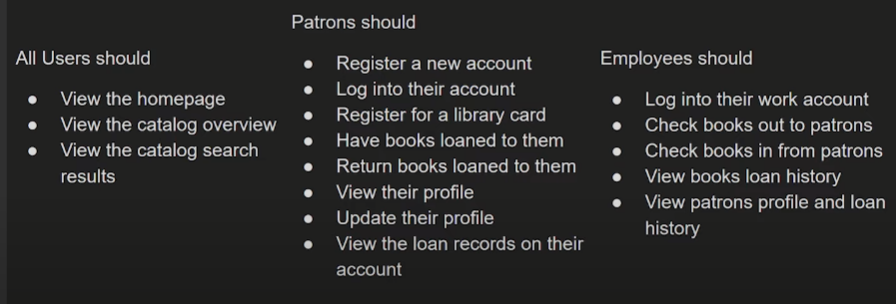 All Users should
View the homepage
View the catalog overview
View the catalog search
results
Patrons should
Register a new account
Log into their account
Register for a library card
Have books loaned to them
Return books loaned to them
View their profile
Update their profile
View the loan records on their
account
Employees should
Log into their work account
Check books out to patrons
Check books in from patrons
View books loan history
View patrons profile and loan
history